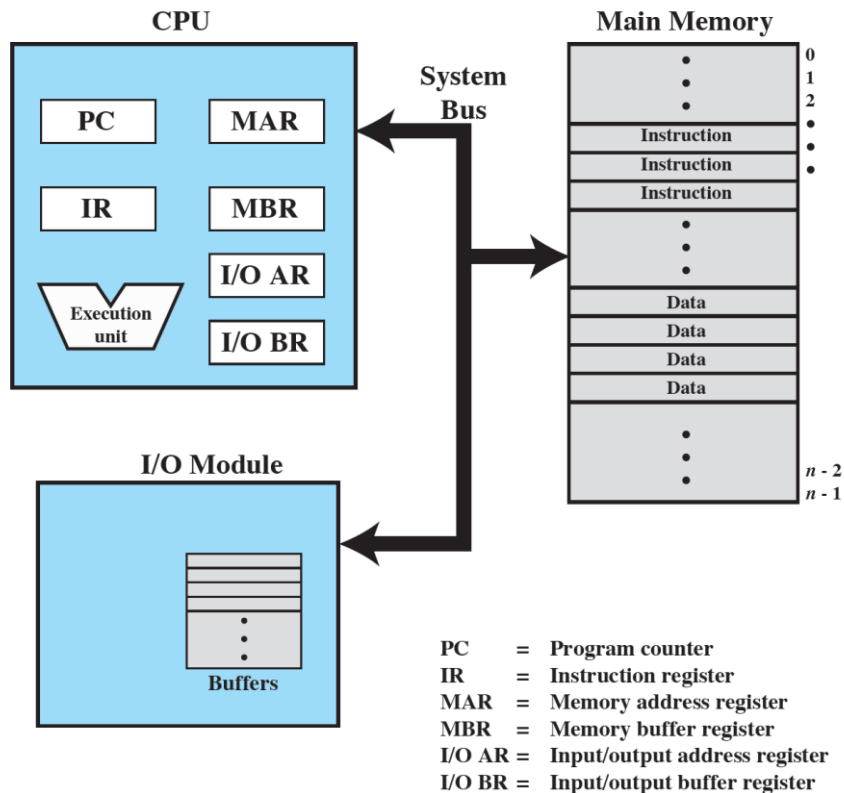 CPU
PC
MAR
IR
MBR
I/O AR
Execution
unit
I/O BR
System
Bus
Main Memory
0
1
2
Instruction
Instruction
Instruction
Data
Data
Data
Data
n - 2
n - 1
I/O Module
Buffers
PC = Program counter
IR = Instruction register
MAR = Memory address register
MBR = Memory buffer register
I/O AR = Input/output address register
I/O BR = Input/output buffer register